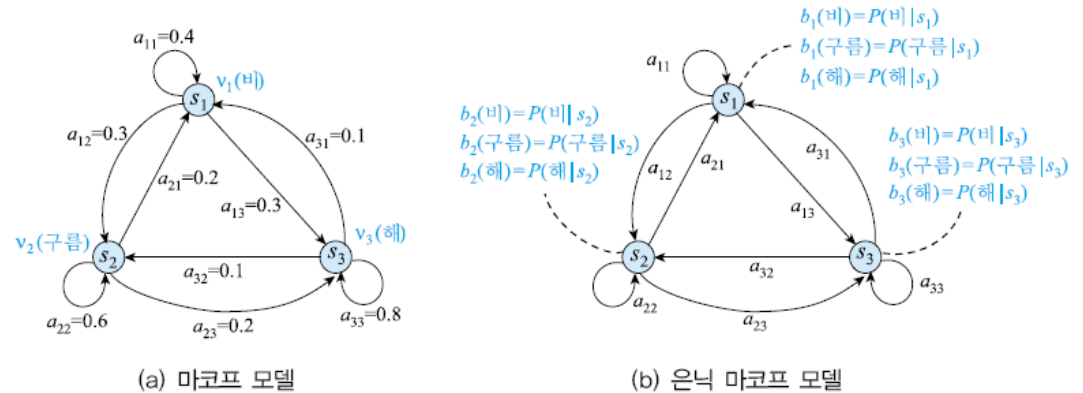 a11=0.4
ν1(비)
s1
a12=0.3
a31=0.1
a21=0.2
a13=0.3
ν2(구름)
s2
ν3(해)
s3
a32=0.1
a22=0.6
a23=0.2
a33=0.8
(a) 마코프 모델
b1(비)=P(비|s1)
b1(구름)=P(구름|s1)
b1(해)=P(해|s1)
a11
s1
b2(비)=P(비|s2)
b2(구름)=P(구름|s2)
b2(해)=P(해|s2)
b3(비)=P(비|s3)
b3(구름)=P(구름|s3)
b3(해)=P(해|s3)
a12
a21
a31
a13
s2
s3
a32
a22
a23
a33
(b) 은닉 마코프 모델